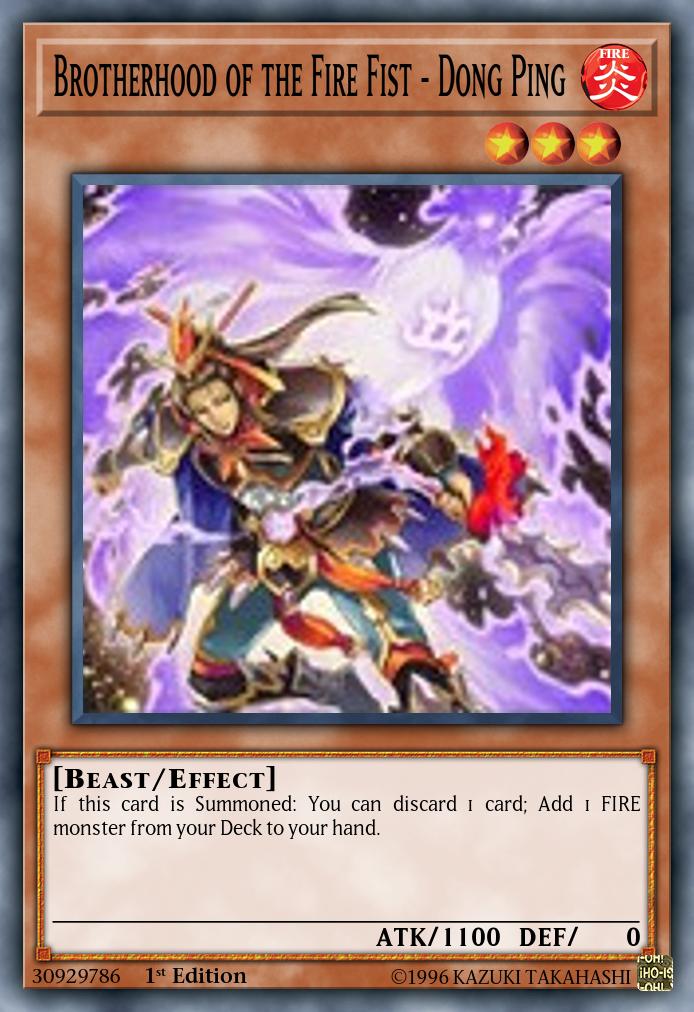 Brotherhood of the Fire Fist - Dong Ping
FIRE
炎
[Beast/Effect]
If this card is Summoned: You can discard 1 card; Add 1 FIRE
monster from your Deck to your hand.
ATK/1100 DEF/ 0
30929786 1st Edition ©1996 KAZUKI TAKAHASHI